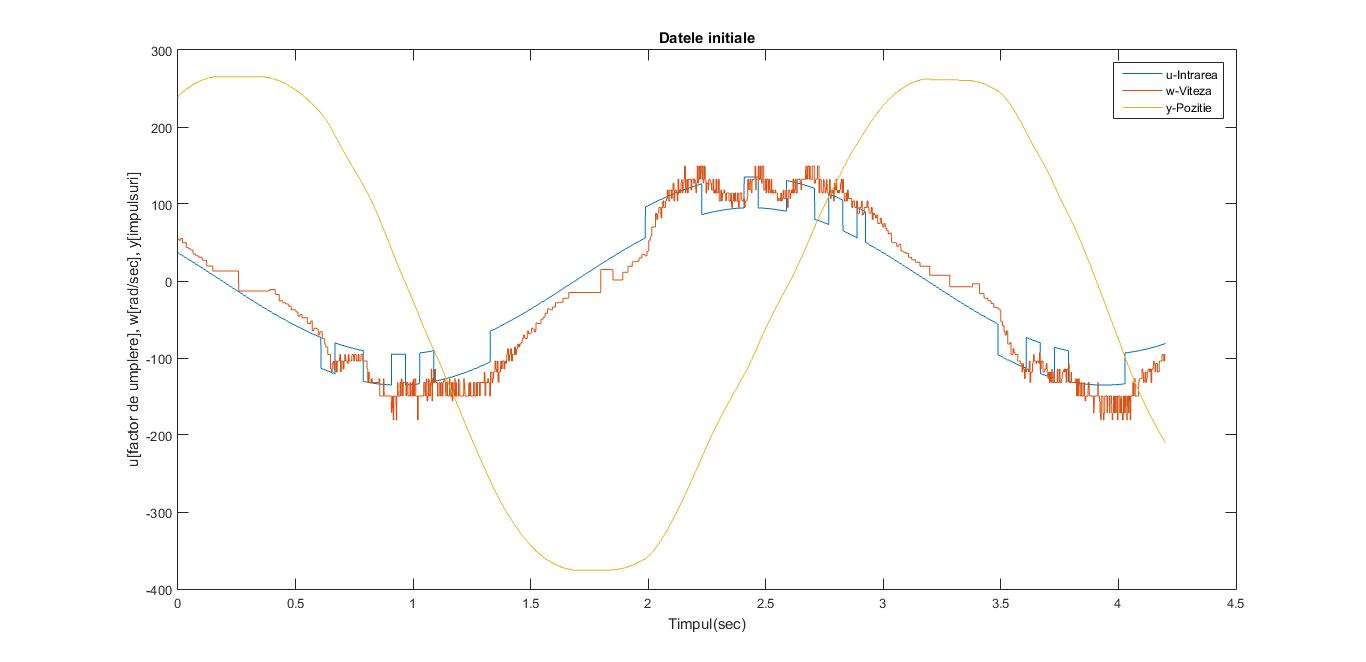 Datele initiale
u-Intrarea
w-Viteza
y-Pozitie
u[factor de umplere], w[rad/sec], y[impulsuri]
300
200
100
0
-100
-200
-300
-400
0 0.5 1 1.5 2 2.5 3 3.5 4 4.5
Timpul(sec)